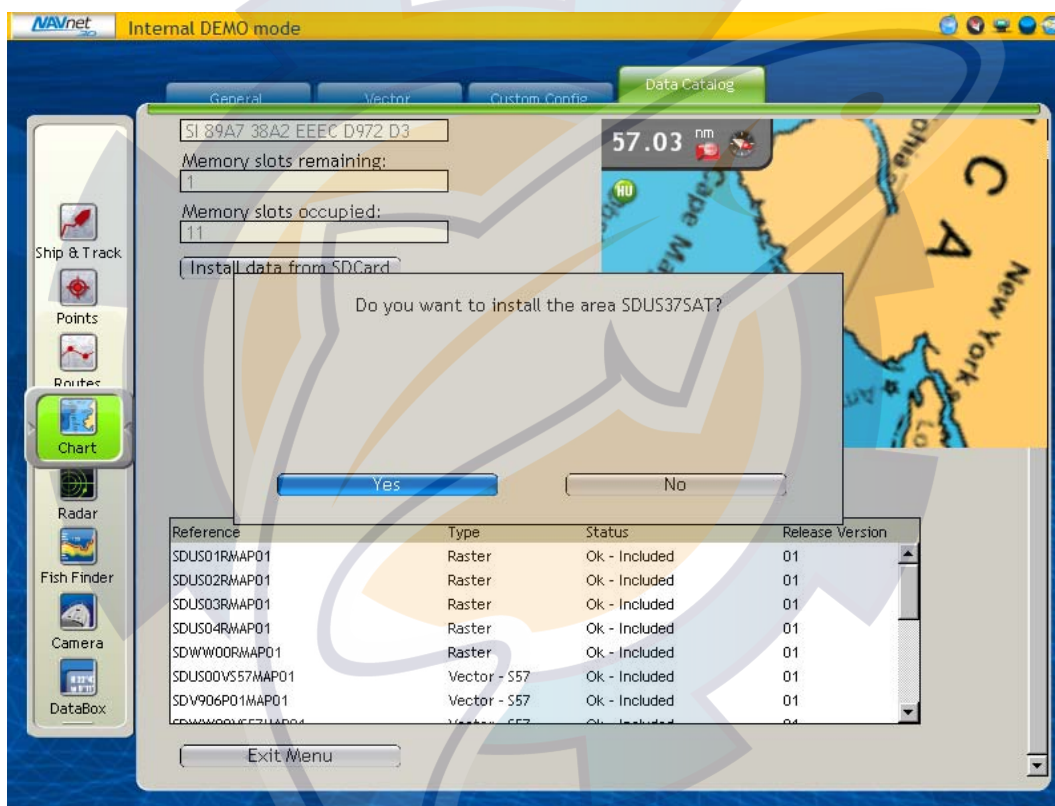 NAVnet 3D Internal DEMO mode
General Vector Custom Config Data Catalog
SI 89A7 38A2 EEEC D972 D3
Memory slots remaining:
1
Memory slots occupied:
11
Install data from SDCard
57.03 nm
HU
Cape Ma
phia
C A
New York
Ship & Track
Points
Routes
Chart
Radar
Fish Finder
Camera
DataBox
Do you want to install the area SDUS37SAT?
Yes No
Reference Type Status Release Version
SDUS01RMAP01 Raster Ok - Included 01
SDUS02RMAP01 Raster Ok - Included 01
SDUS03RMAP01 Raster Ok - Included 01
SDUS04RMAP01 Raster Ok - Included 01
SDWW00RMAP01 Raster Ok - Included 01
SDUS00VS57MAP01 Vector - S57 Ok - Included 01
SDV906P01MAP01 Vector - S57 Ok - Included 01
Exit Menu